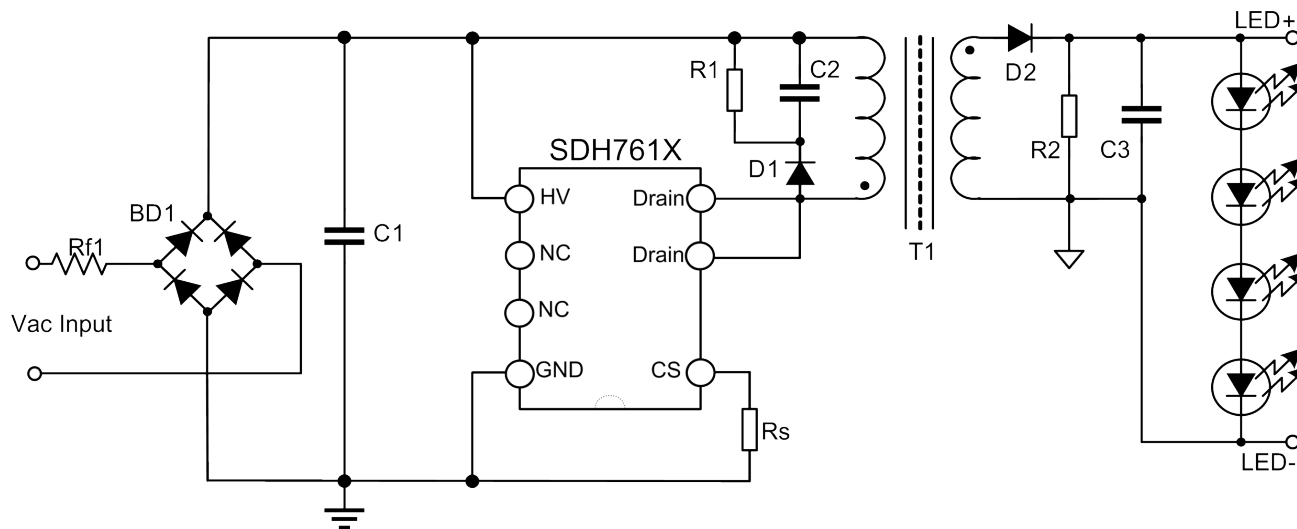 LED+
R1
C2
D2
SDH761X
R2
C3
D1
HV
Drain
BD1
C1
Rf1
NC
Drain
T1
Vac Input
NC
GND
CS
Rs
LED-